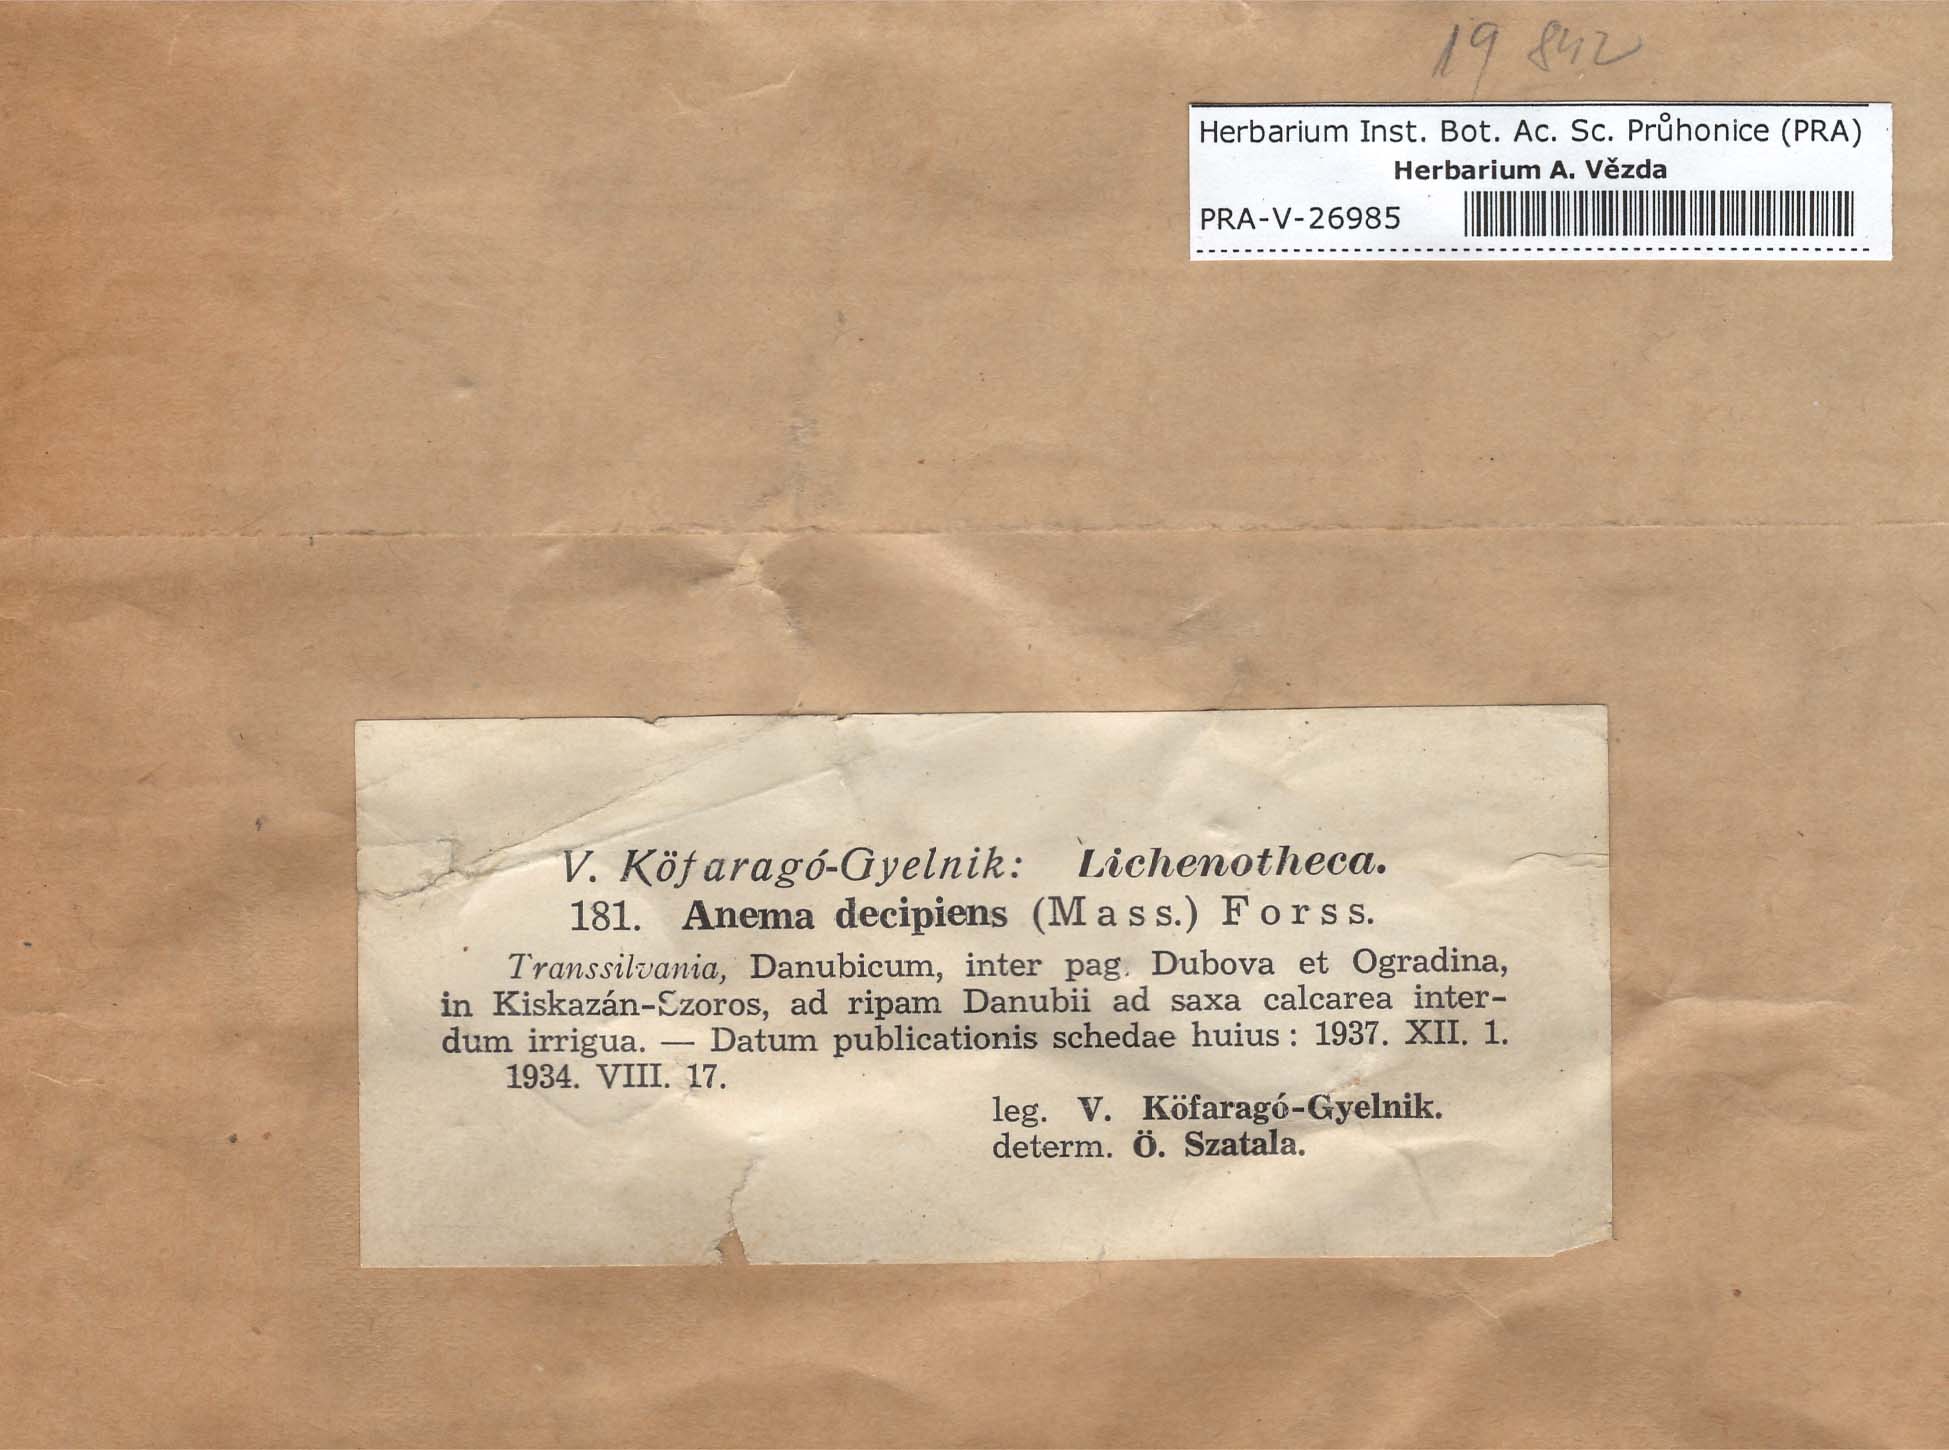 19 842
Herbarium Inst. Bot. Ac. Sc. Průhonice (PRA)
Herbarium A. Vězda
PRA-V-26985
V. Köfaragó-Gyelnik: Lichenotheca.
181. Anema decipiens (Mass.) Forss.
Transsilvania, Danubicum, inter pag. Dubova et Ogradina,
in Kiskazán-Szoros, ad ripam Danubii ad saxa calcarea inter-
dum irrigua. — Datum publicationis schedae huius: 1937. XII. 1.
1934. VIII. 17.
leg. V. Köfaragó-Gyelnik.
determ. Ö. Szatala.